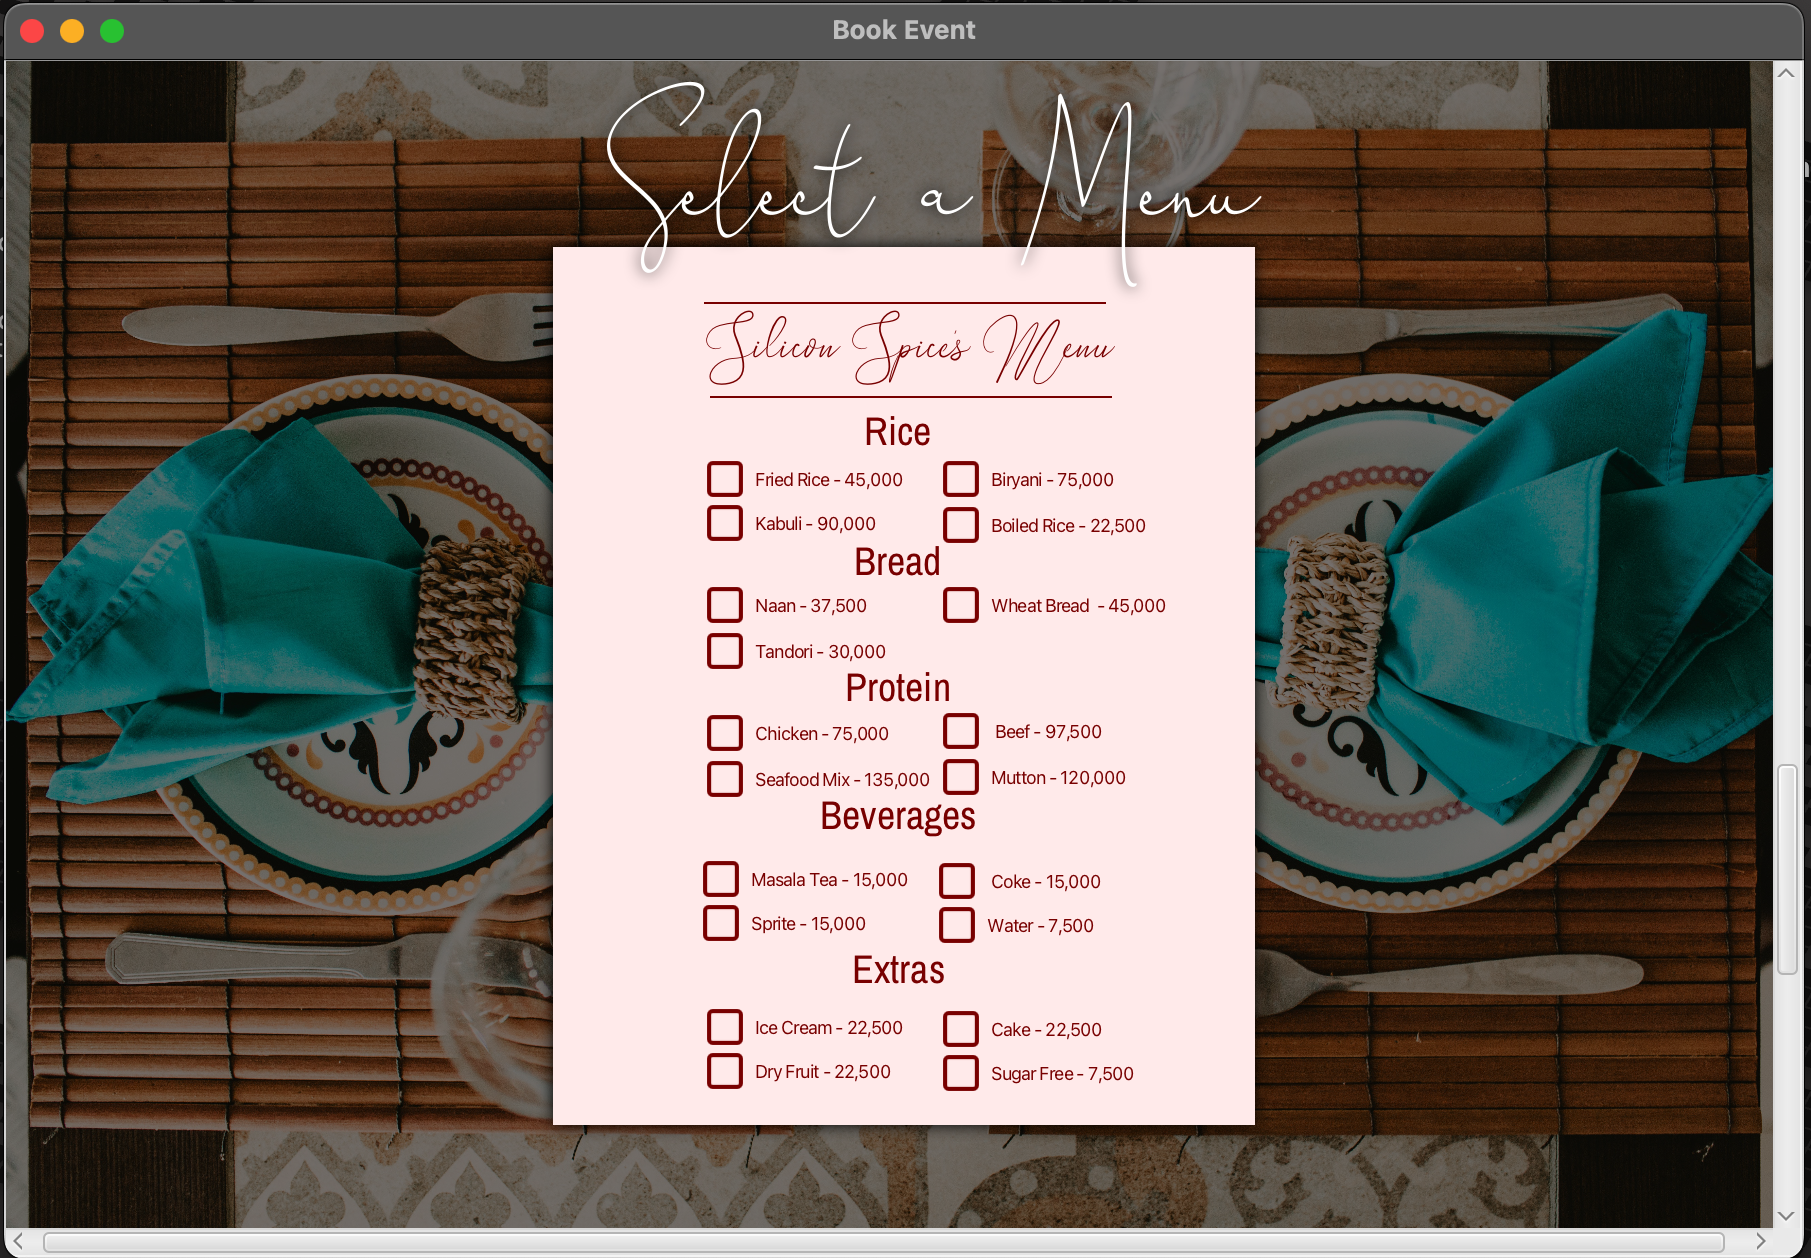 Book Event
Select a Menu
Silicon Spice's Menu
Rice
Fried Rice - 45,000 Biryani - 75,000
Kabuli - 90,000 Boiled Rice - 22,500
Bread
Naan - 37,500 Wheat Bread - 45,000
Tandori - 30,000
Protein
Chicken - 75,000 Beef - 97,500
Seafood Mix - 135,000 Mutton - 120,000
Beverages
Masala Tea - 15,000 Coke - 15,000
Sprite - 15,000 Water - 7,500
Extras
Ice Cream - 22,500 Cake - 22,500
Dry Fruit - 22,500 Sugar Free - 7,500